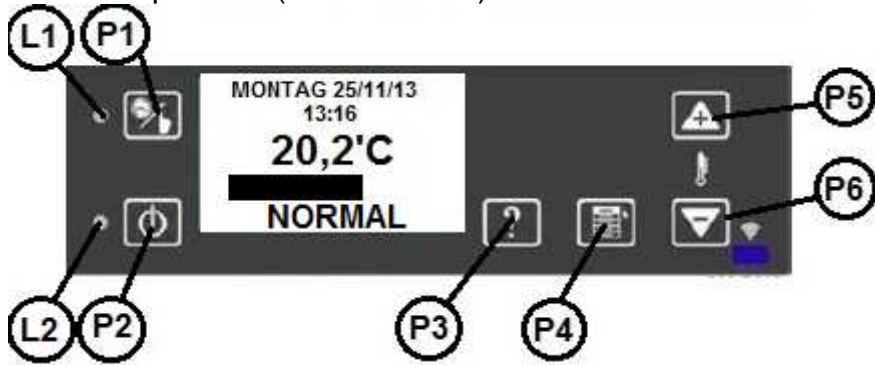 L1 P1
MONTAG 25/11/13
13:16
20,2'C
NORMAL
P5
P6
L2 P2
P3
P4